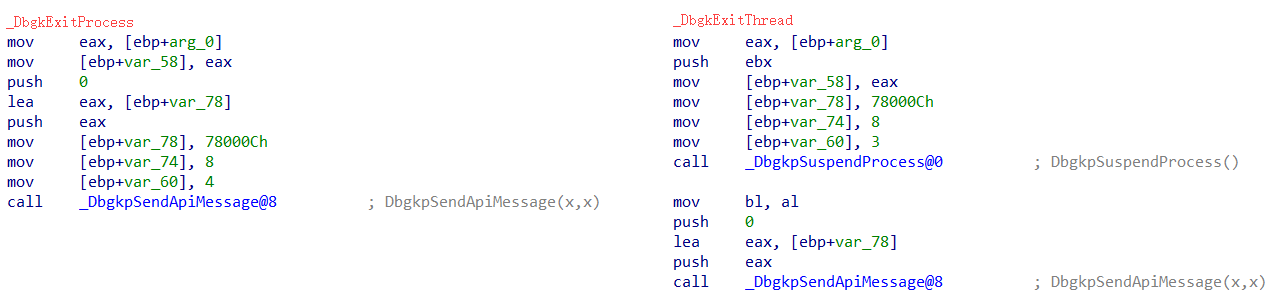 _DbgkExitProcess
mov eax, [ebp+arg_0]
mov [ebp+var_58], eax
push 0
lea eax, [ebp+var_78]
push eax
mov [ebp+var_78], 78000Ch
mov [ebp+var_74], 8
mov [ebp+var_60], 4
call _DbgkpSendApiMessage@8 ; DbgkpSendApiMessage(x,x)
_DbgkExitThread
mov eax, [ebp+arg_0]
push ebx
mov [ebp+var_58], eax
mov [ebp+var_78], 78000Ch
mov [ebp+var_74], 8
mov [ebp+var_60], 3
call _DbgkpSuspendProcess@0 ; DbgkpSuspendProcess()
mov bl, al
push 0
lea eax, [ebp+var_78]
push eax
call _DbgkpSendApiMessage@8 ; DbgkpSendApiMessage(x,x)